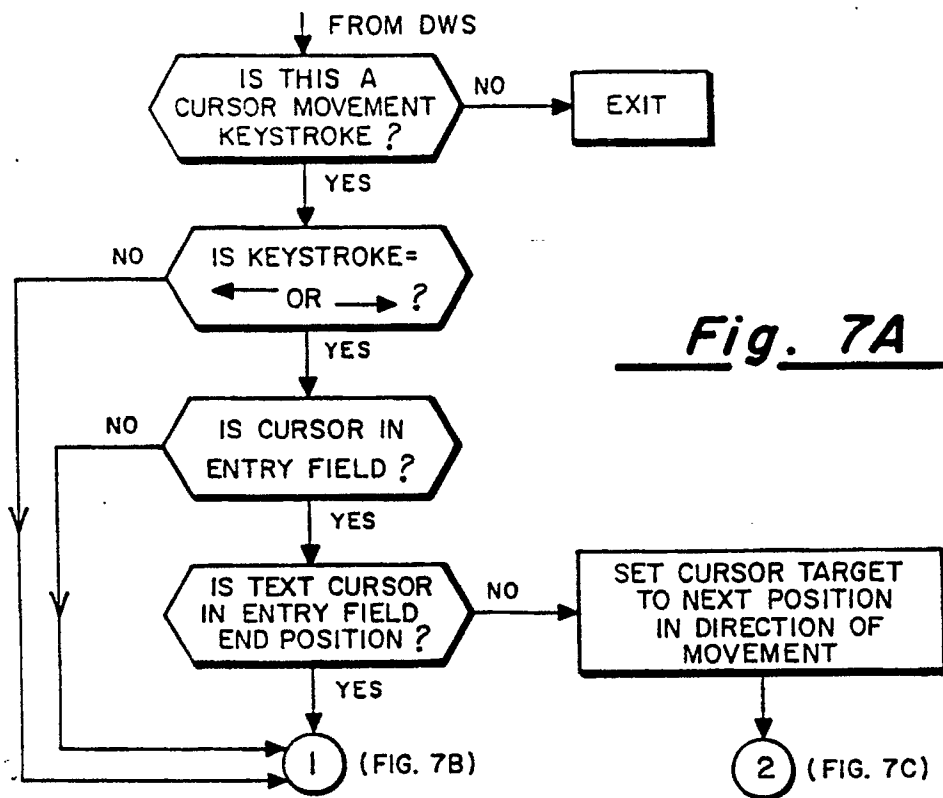 FROM DWS
IS THIS A
CURSOR MOVEMENT
KEYSTROKE ?
NO
EXIT
YES
NO
IS KEYSTROKE=
← OR → ?
YES
Fig. 7A
NO
IS CURSOR IN
ENTRY FIELD ?
YES
IS TEXT CURSOR
IN ENTRY FIELD
END POSITION ?
NO
SET CURSOR TARGET
TO NEXT POSITION
IN DIRECTION OF
MOVEMENT
YES
1 (FIG. 7B)
2 (FIG. 7C)